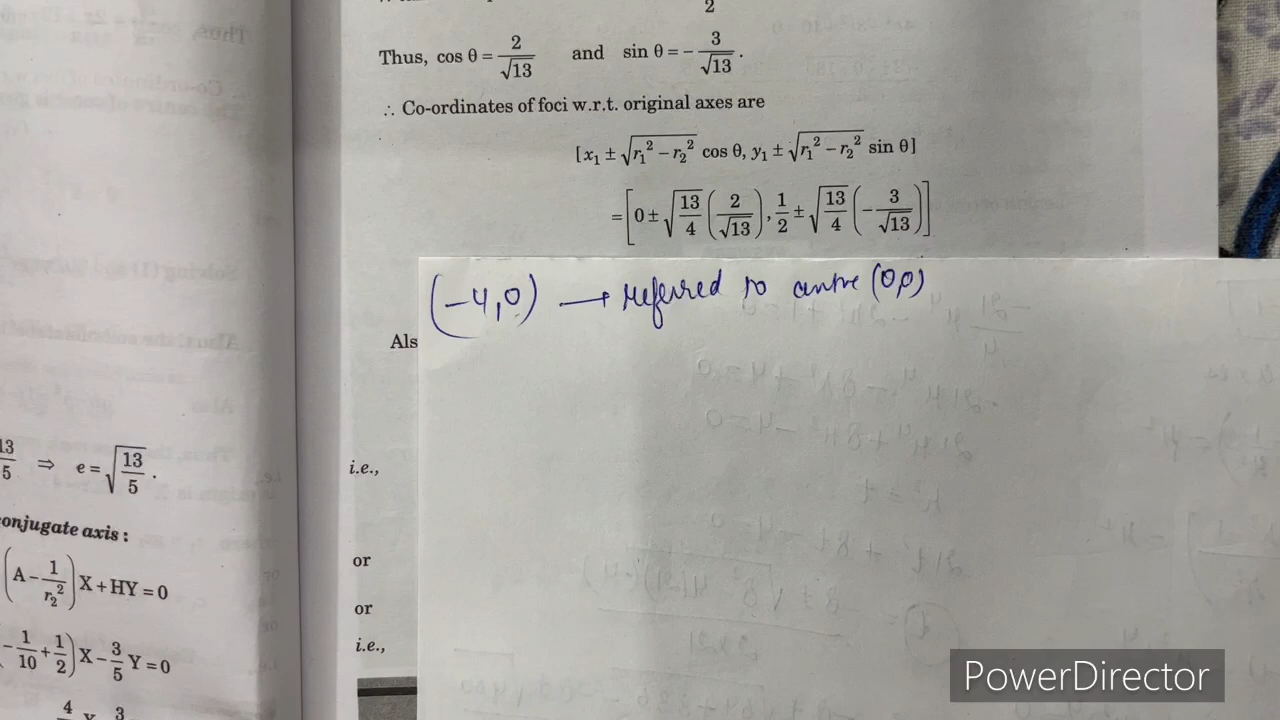 2
Thus, cos θ = 2/√13 and sin θ = − 3/√13 .
∴ Co-ordinates of foci w.r.t. original axes are
[x₁ ± √(r₁² − r₂²) cos θ, y₁ ± √(r₁² − r₂²) sin θ]
= [0 ± √(13/4) (2/√13), 1/2 ± √(13/4) (− 3/√13)]
(−4,0) → referred to centre (0,0)
Als
i.e.,
or
or
i.e.,
13/5 ⇒ e = √(13/5) .
onjugate axis :
(A − 1/r₂²) X + HY = 0
(− 1/10 + 1/2) X − 3/5 Y = 0
4 X 3
PowerDirector